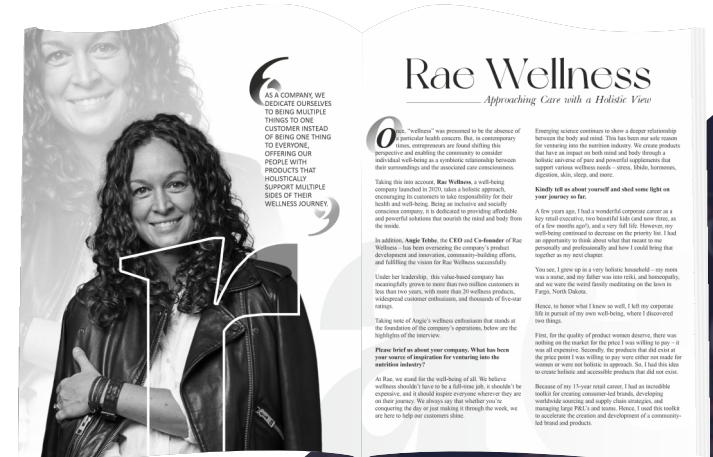 AS A COMPANY, WE
DEDICATE OURSELVES
TO BEING MULTIPLE
THINGS TO ONE
CUSTOMER INSTEAD
OF BEING ONE THING
TO EVERYONE,
OFFERING OUR
PEOPLE WITH
PRODUCTS THAT
HOLISTICALLY
SUPPORT MULTIPLE
SIDES OF THEIR
WELLNESS JOURNEY.
Rae Wellness
Approaching Care with a Holistic View
Once, “wellness” was presumed to be the absence of
a particular health concern. But, in contemporary
times, entrepreneurs are found shifting this
perspective and enabling the community to consider
individual well-being as a symbiotic relationship between
their surroundings and the associated care consciousness.
Taking this into account, Rae Wellness, a well-being
company launched in 2020, takes a holistic approach,
encouraging its customers to take responsibility for their
health and well-being. Being an inclusive and socially
conscious company, it is dedicated to providing affordable
and powerful solutions that nourish the mind and body from
the inside.
In addition, Angie Tebby, the CEO and Co-founder of Rae
Wellness – has been overseeing the company's product
development and innovation, community-building efforts,
and fulfilling the vision for Rae Wellness successfully.
Under her leadership, this value-based company has
meaningfully grown to more than two million customers in
less than two years, with more than 20 wellness products,
widespread customer enthusiasm, and thousands of five-star
ratings.
Taking note of Angie's wellness enthusiasm that stands at
the foundation of the company's operations, below are the
highlights of the interview.
Please brief us about your company. What has been
your source of inspiration for venturing into the
nutrition industry?
At Rae, we stand for the well-being of all. We believe
wellness shouldn't have to be a full-time job, it shouldn't be
expensive, and it should inspire everyone wherever they are
on their journey. We always say that whether you're
conquering the day or just making it through the week, we
are here to help our customers shine.
Emerging science continues to show a deeper relationship
between the body and mind. This has been our sole reason
for venturing into the nutrition industry. We create products
that have an impact on both mind and body through a
holistic universe of pure and powerful supplements that
support various wellness needs – stress, libido, hormones,
digestion, skin, sleep, and more.
Kindly tell us about yourself and shed some light on
your journey so far.
A few years ago, I had a wonderful corporate career as a
key retail executive, two beautiful kids (and now three, as
of a few months ago!), and a very full life. However, my
well-being continued to decrease on the priority list. I had
an opportunity to think about what that meant to me
personally and professionally and how I could bring that
together as my next chapter.
You see, I grew up in a very holistic household – my mom
was a nurse, and my father was into reiki, and homeopathy,
and we were the weird family meditating on the lawn in
Fargo, North Dakota.
Hence, to honor what I knew so well, I left my corporate
life in pursuit of my own well-being, where I discovered
two things.
First, for the quality of product women deserve, there was
nothing on the market for the price I was willing to pay – it
was all expensive. Secondly, the products that did exist at
the price point I was willing to pay were either not made for
women or were not holistic in approach. So, I had this idea
to create holistic and accessible products that did not exist.
Because of my 13-year retail career, I had an incredible
toolkit for creating consumer-led brands, developing
worldwide sourcing and supply chain strategies, and
managing large P&L's and teams. Hence, I used this toolkit
to accelerate the creation and development of a community-
led brand and products.